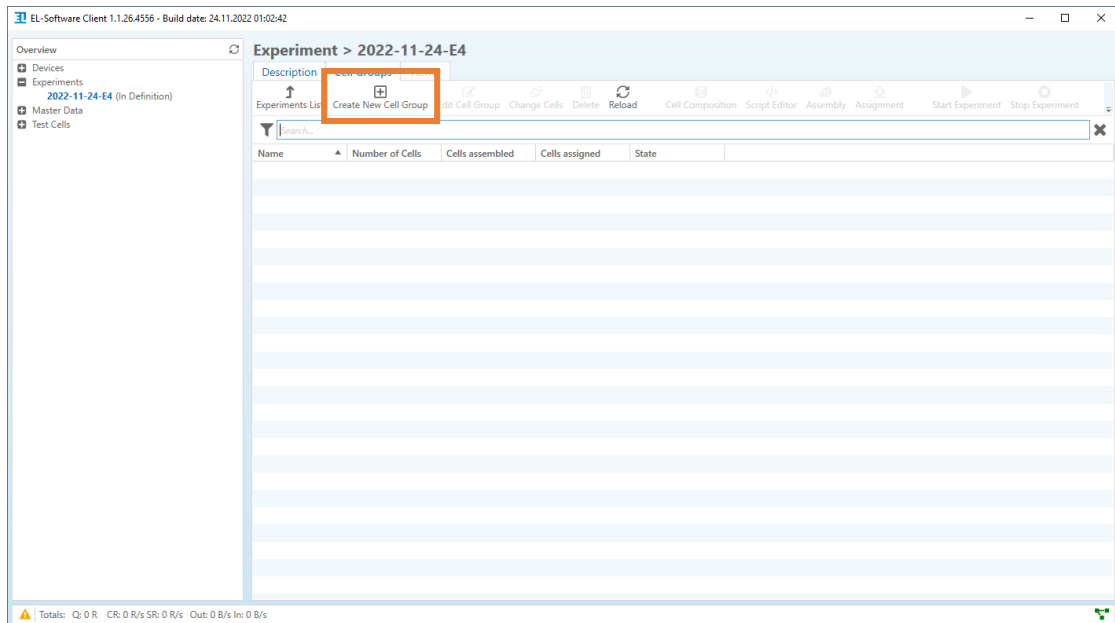 EL-Software Client 1.1.26.4556 - Build date: 24.11.2022 01:02:42
Overview
Devices
Experiments
2022-11-24-E4 (In Definition)
Master Data
Test Cells
Experiment > 2022-11-24-E4
Description Cell Groups
Experiments List Create New Cell Group Edit Cell Group Change Cells Delete Reload Cell Composition Script Editor Assembly Assignment Start Experiment Stop Experiment
Search...
Name Number of Cells Cells assembled Cells assigned State
Totals: Q: 0 R CR: 0 R/s SR: 0 R/s Out: 0 B/s In: 0 B/s